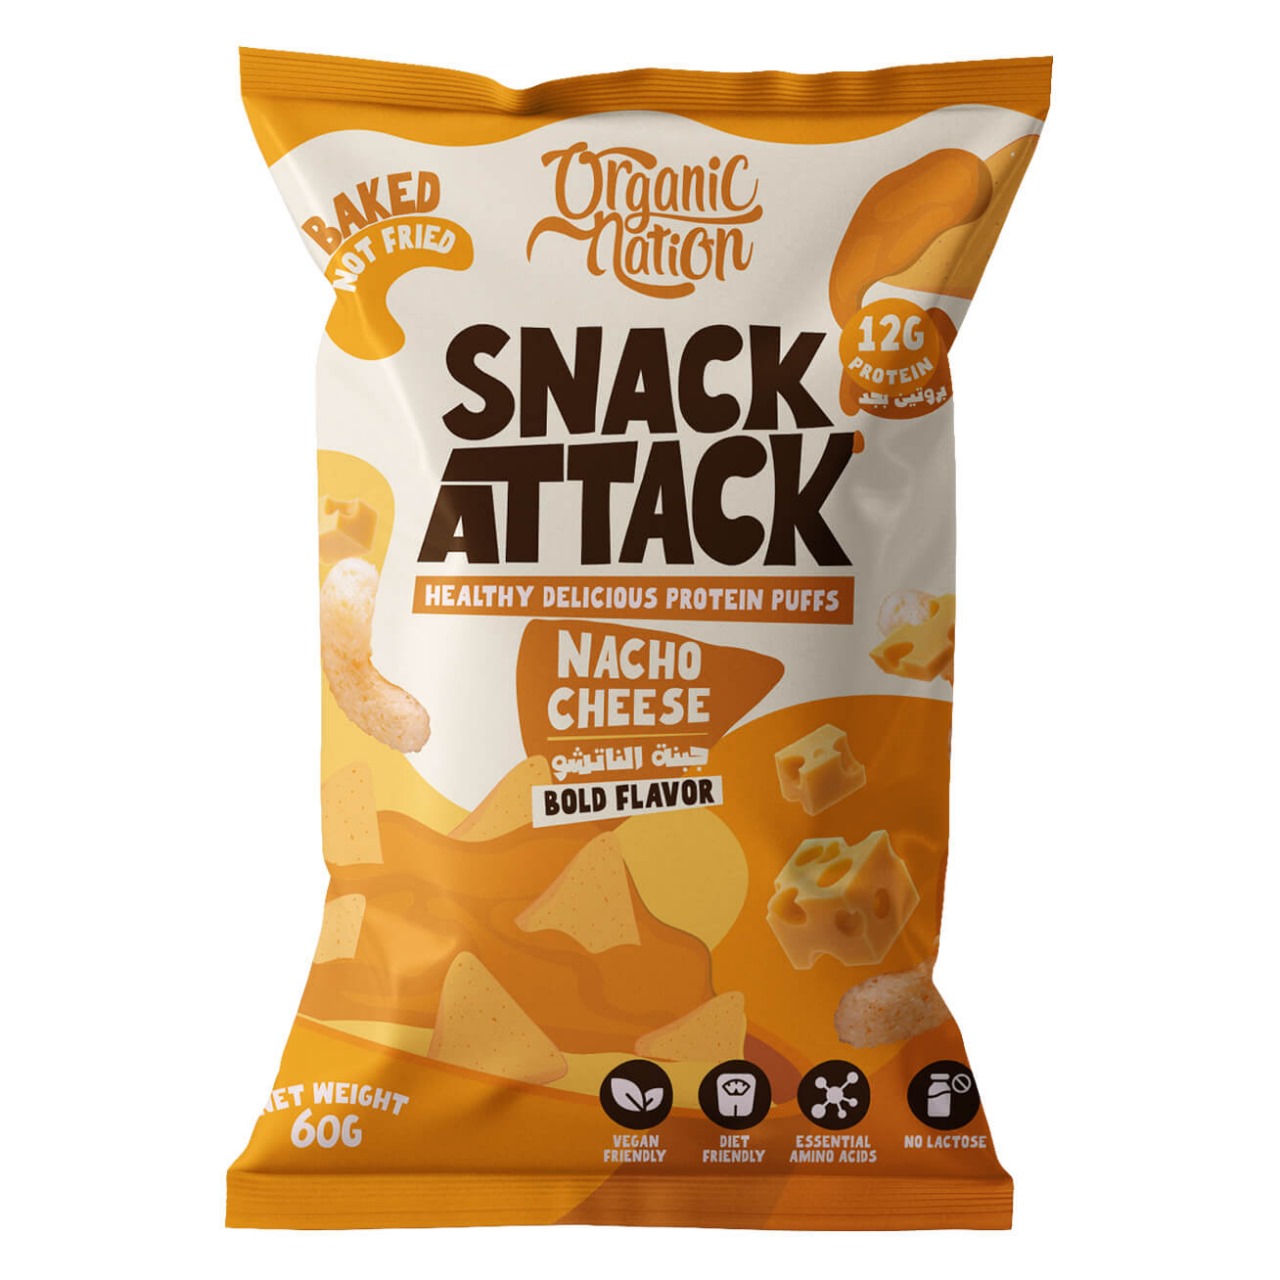 Organic
Nation
BAKED
NOT FRIED
12G
PROTEIN
بروتين بجد
SNACK
ATTACK
HEALTHY DELICIOUS PROTEIN PUFFS
NACHO
CHEESE
جبنة الناتشو
BOLD FLAVOR
NET WEIGHT
60G
VEGAN
FRIENDLY
DIET
FRIENDLY
ESSENTIAL
AMINO ACIDS
NO LACTOSE